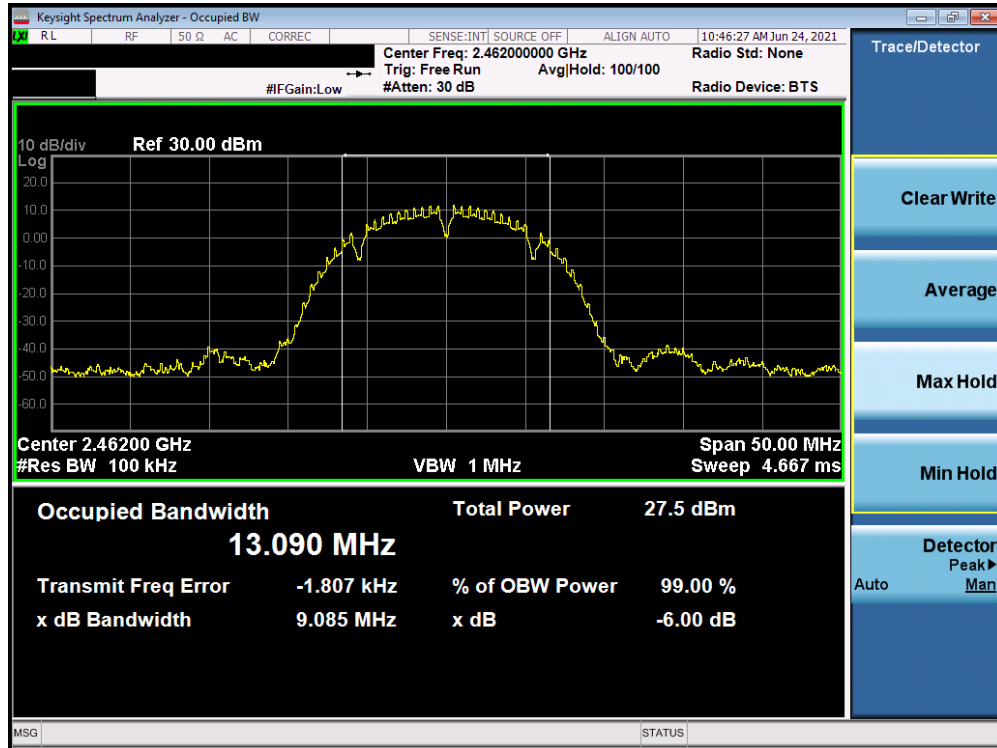 Keysight Spectrum Analyzer - Occupied BW
LXI RL RF 50 Ω AC CORREC SENSE:INT SOURCE OFF ALIGN AUTO 10:46:27 AM Jun 24, 2021
Center Freq: 2.462000000 GHz Radio Std: None
Trig: Free Run Avg|Hold: 100/100
#IFGain:Low #Atten: 30 dB Radio Device: BTS
10 dB/div Ref 30.00 dBm
Log
20.0
10.0
0.00
-10.0
-20.0
-30.0
-40.0
-50.0
-60.0
Center 2.46200 GHz Span 50.00 MHz
#Res BW 100 kHz VBW 1 MHz Sweep 4.667 ms
Occupied Bandwidth Total Power 27.5 dBm
13.090 MHz
Transmit Freq Error -1.807 kHz % of OBW Power 99.00 %
x dB Bandwidth 9.085 MHz x dB -6.00 dB
Trace/Detector
Clear Write
Average
Max Hold
Min Hold
Detector
Peak▶
Auto Man
MSG STATUS